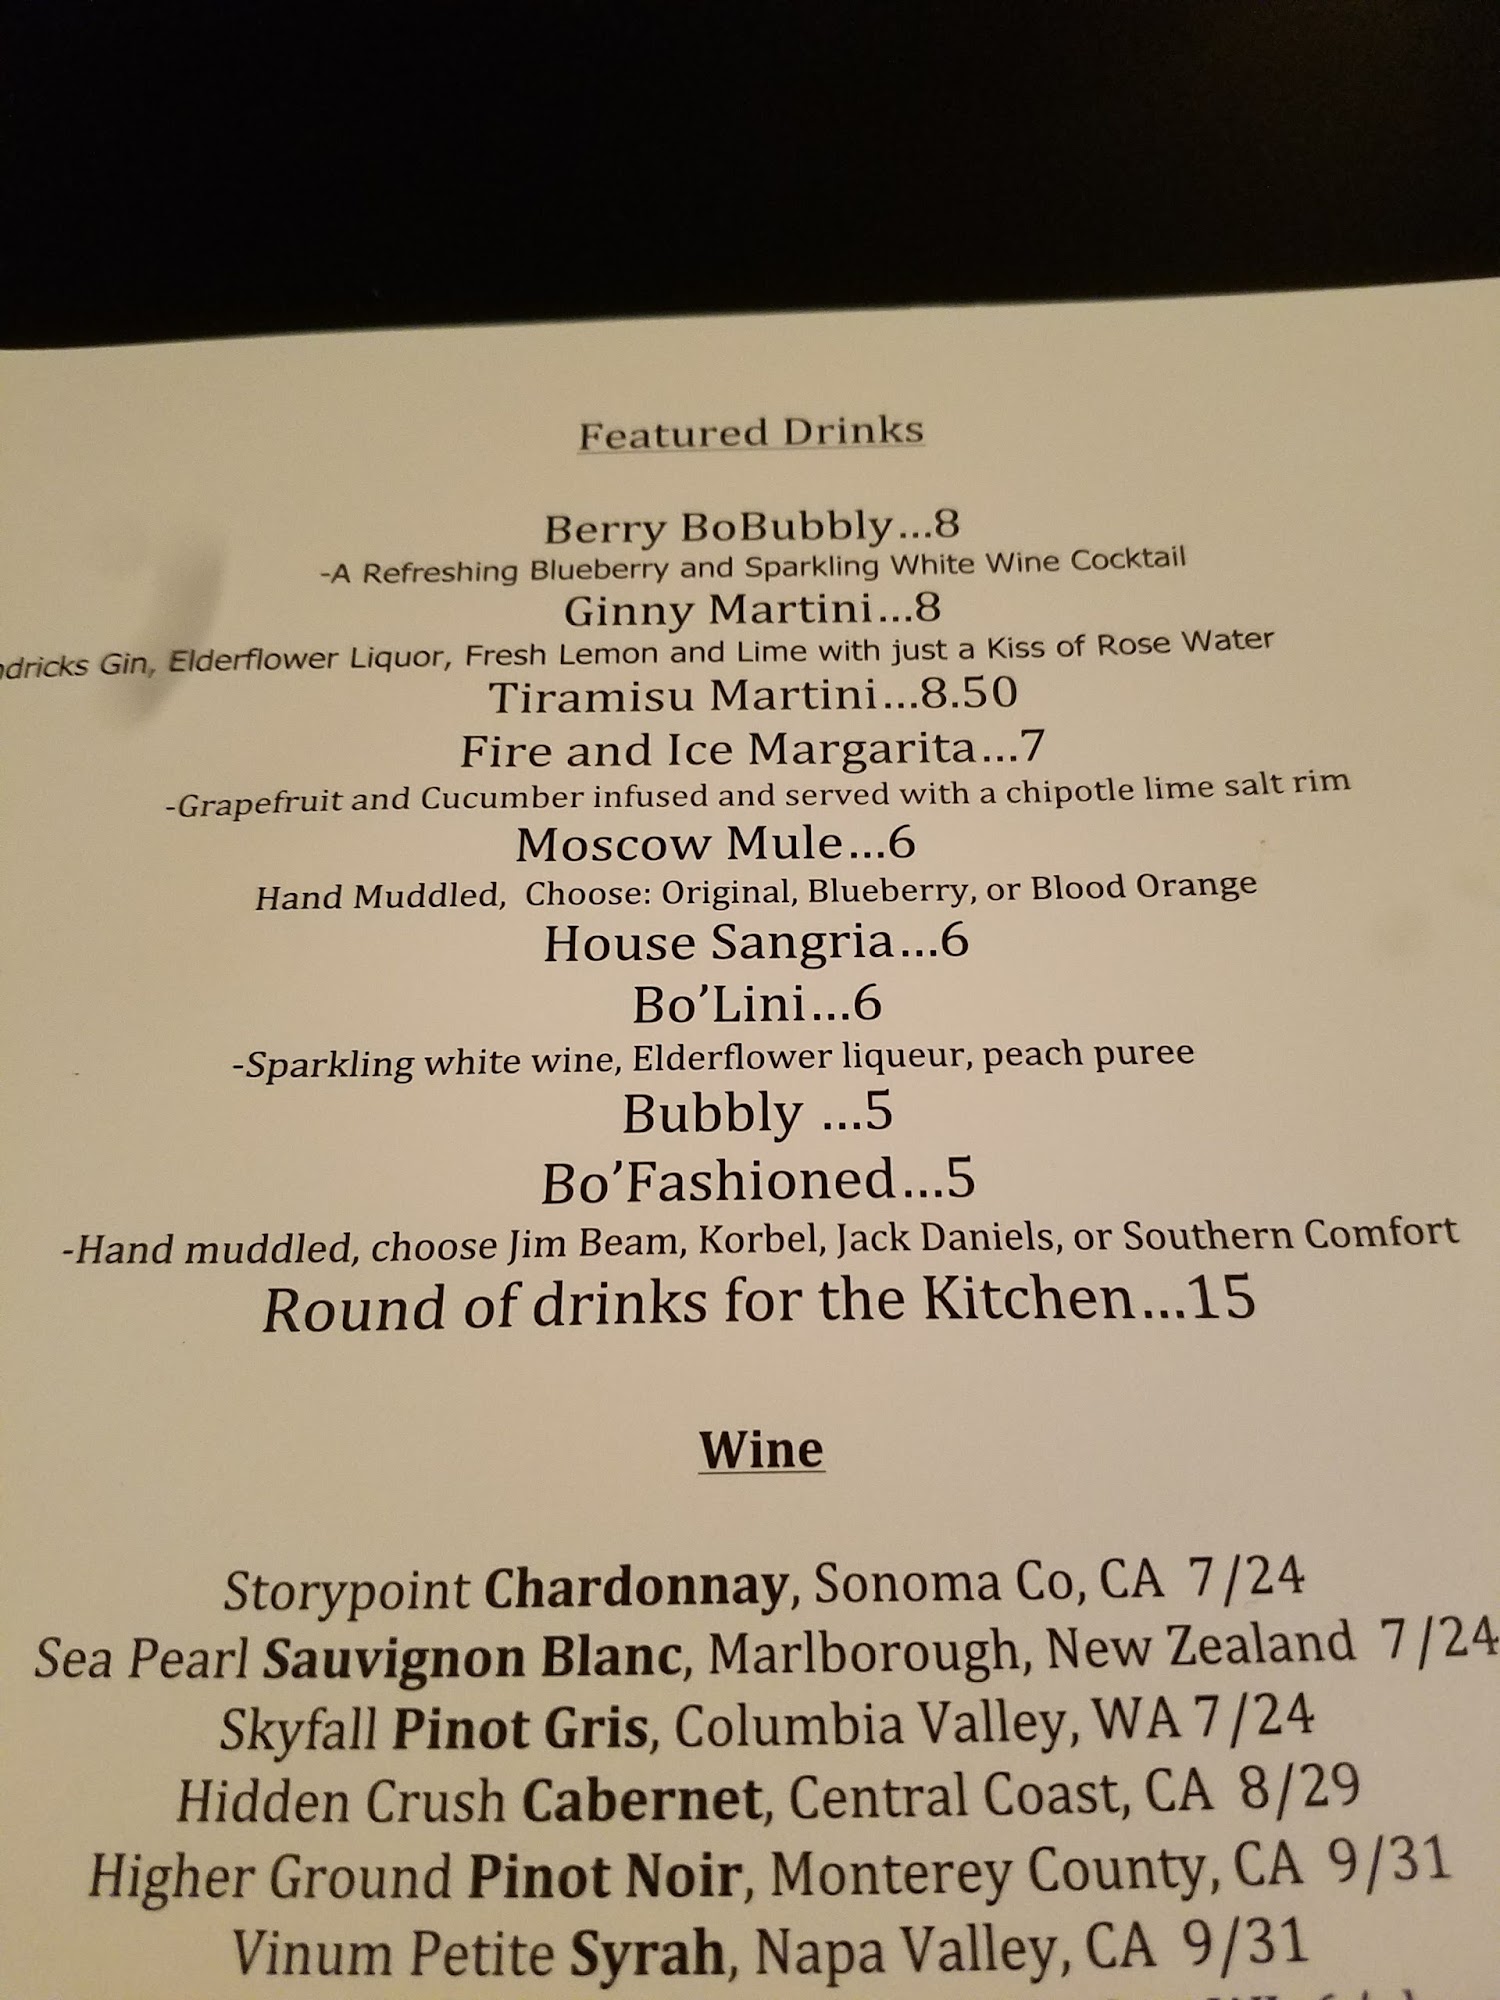 Featured Drinks
Berry BoBubbly...8
-A Refreshing Blueberry and Sparkling White Wine Cocktail
Ginny Martini...8
Gin, Elderflower Liquor, Fresh Lemon and Lime with just a Kiss of Rose Water
Tiramisu Martini...8.50
Fire and Ice Margarita...7
-Grapefruit and Cucumber infused and served with a chipotle lime salt rim
Moscow Mule...6
Hand Muddled, Choose: Original, Blueberry, or Blood Orange
House Sangria...6
Bo'Lini...6
-Sparkling white wine, Elderflower liqueur, peach puree
Bubbly ...5
Bo'Fashioned...5
-Hand muddled, choose Jim Beam, Korbel, Jack Daniels, or Southern Comfort
Round of drinks for the Kitchen...15
Wine
Storypoint Chardonnay, Sonoma Co, CA 7/24
Sea Pearl Sauvignon Blanc, Marlborough, New Zealand 7/24
Skyfall Pinot Gris, Columbia Valley, WA 7/24
Hidden Crush Cabernet, Central Coast, CA 8/29
Higher Ground Pinot Noir, Monterey County, CA 9/31
Vinum Petite Syrah, Napa Valley, CA 9/31